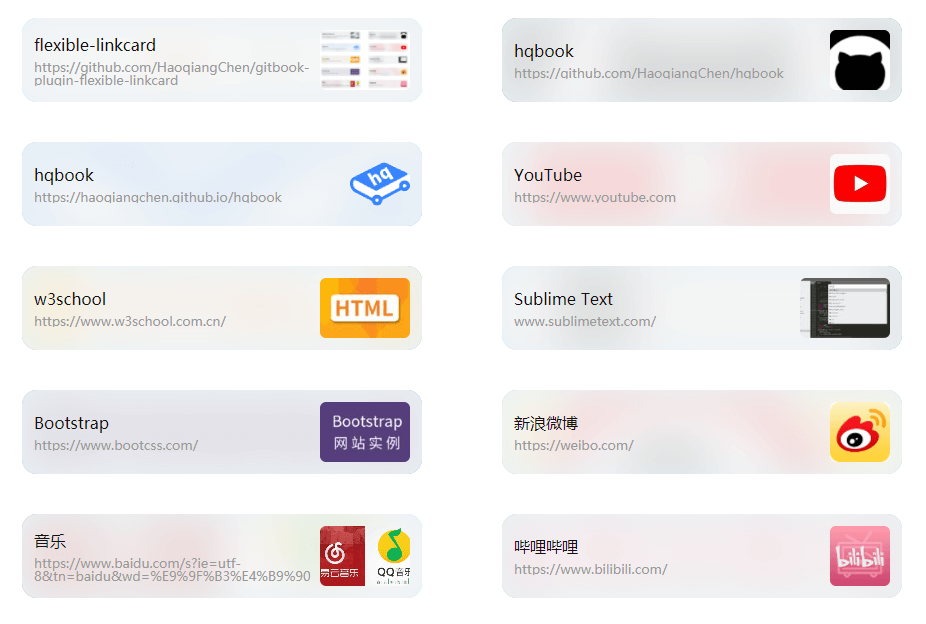 flexible-linkcard
https://github.com/HaoqiangChen/gitbook-
plugin-flexible-linkcard
hqbook
https://github.com/HaoqiangChen/hqbook
hqbook
https://haoqiangchen.github.io/hqbook
hq
YouTube
https://www.youtube.com
w3school
https://www.w3school.com.cn/
HTML
Sublime Text
www.sublimetext.com/
Bootstrap
https://www.bootcss.com/
Bootstrap
网站实例
新浪微博
https://weibo.com/
音乐
https://www.baidu.com/s?ie=utf-
8&tn=baidu&wd=%E9%9F%B3%E4%B9%90
易云音乐
QQ音乐
哔哩哔哩
https://www.bilibili.com/
bilibili